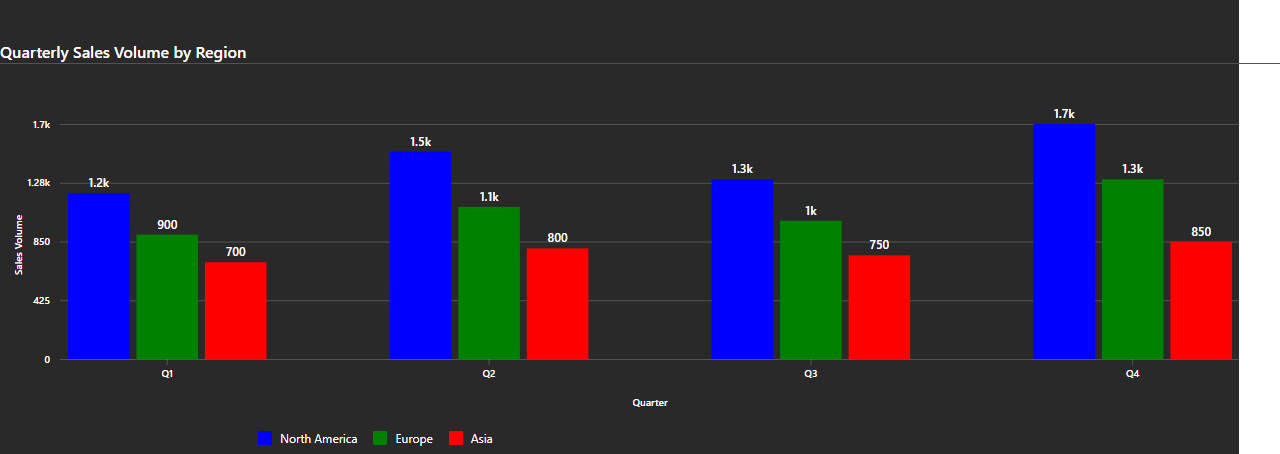 Quarterly Sales Volume by Region
1.7k
1.28k
850
425
0
Sales Volume
1.2k
900
700
1.5k
1.1k
800
1.3k
1k
750
1.7k
1.3k
850
Q1
Q2
Q3
Q4
Quarter
North America
Europe
Asia